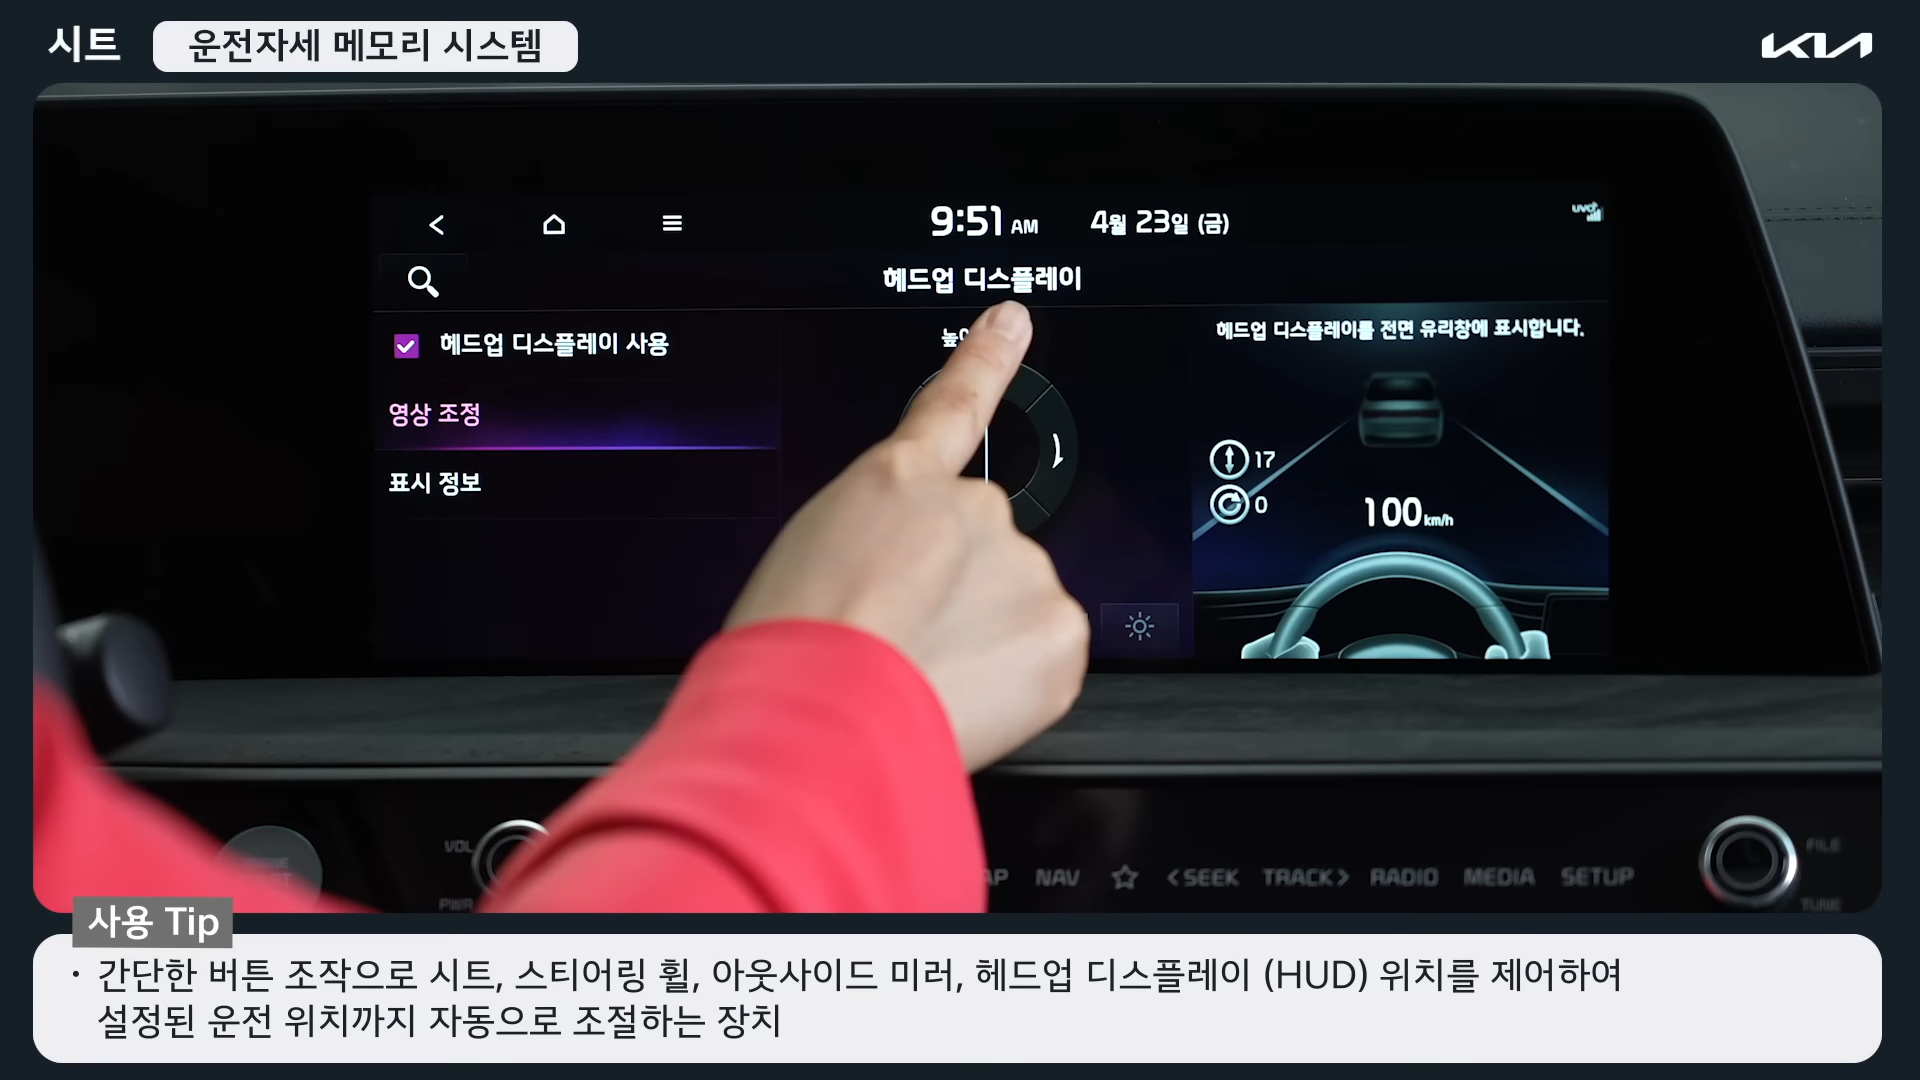 시트
운전자세 메모리 시스템
KIA
9:51 AM
4월 23일 (금)
UVO
헤드업 디스플레이
헤드업 디스플레이 사용
영상 조정
표시 정보
헤드업 디스플레이를 전면 유리창에 표시합니다.
17
0
100 km/h
VOL
PWR
NAV
SEEK
TRACK
RADIO
MEDIA
SETUP
FILE
TUNE
사용 Tip
· 간단한 버튼 조작으로 시트, 스티어링 휠, 아웃사이드 미러, 헤드업 디스플레이 (HUD) 위치를 제어하여
설정된 운전 위치까지 자동으로 조절하는 장치